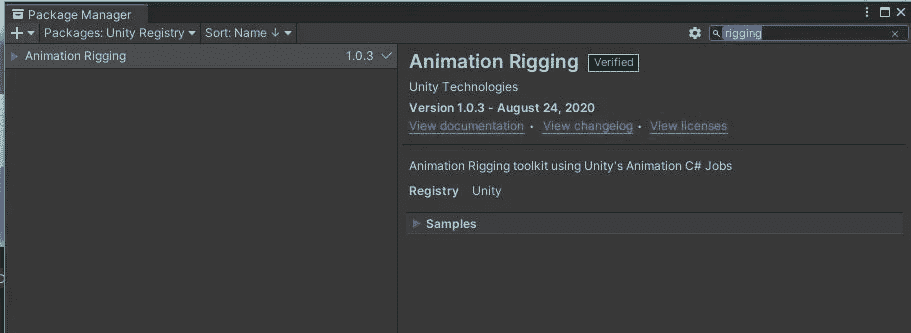 Package Manager
Packages: Unity Registry Sort: Name ↓ rigging
Animation Rigging 1.0.3
Animation Rigging Verified
Unity Technologies
Version 1.0.3 - August 24, 2020
View documentation • View changelog • View licenses
Animation Rigging toolkit using Unity's Animation C# Jobs
Registry Unity
Samples